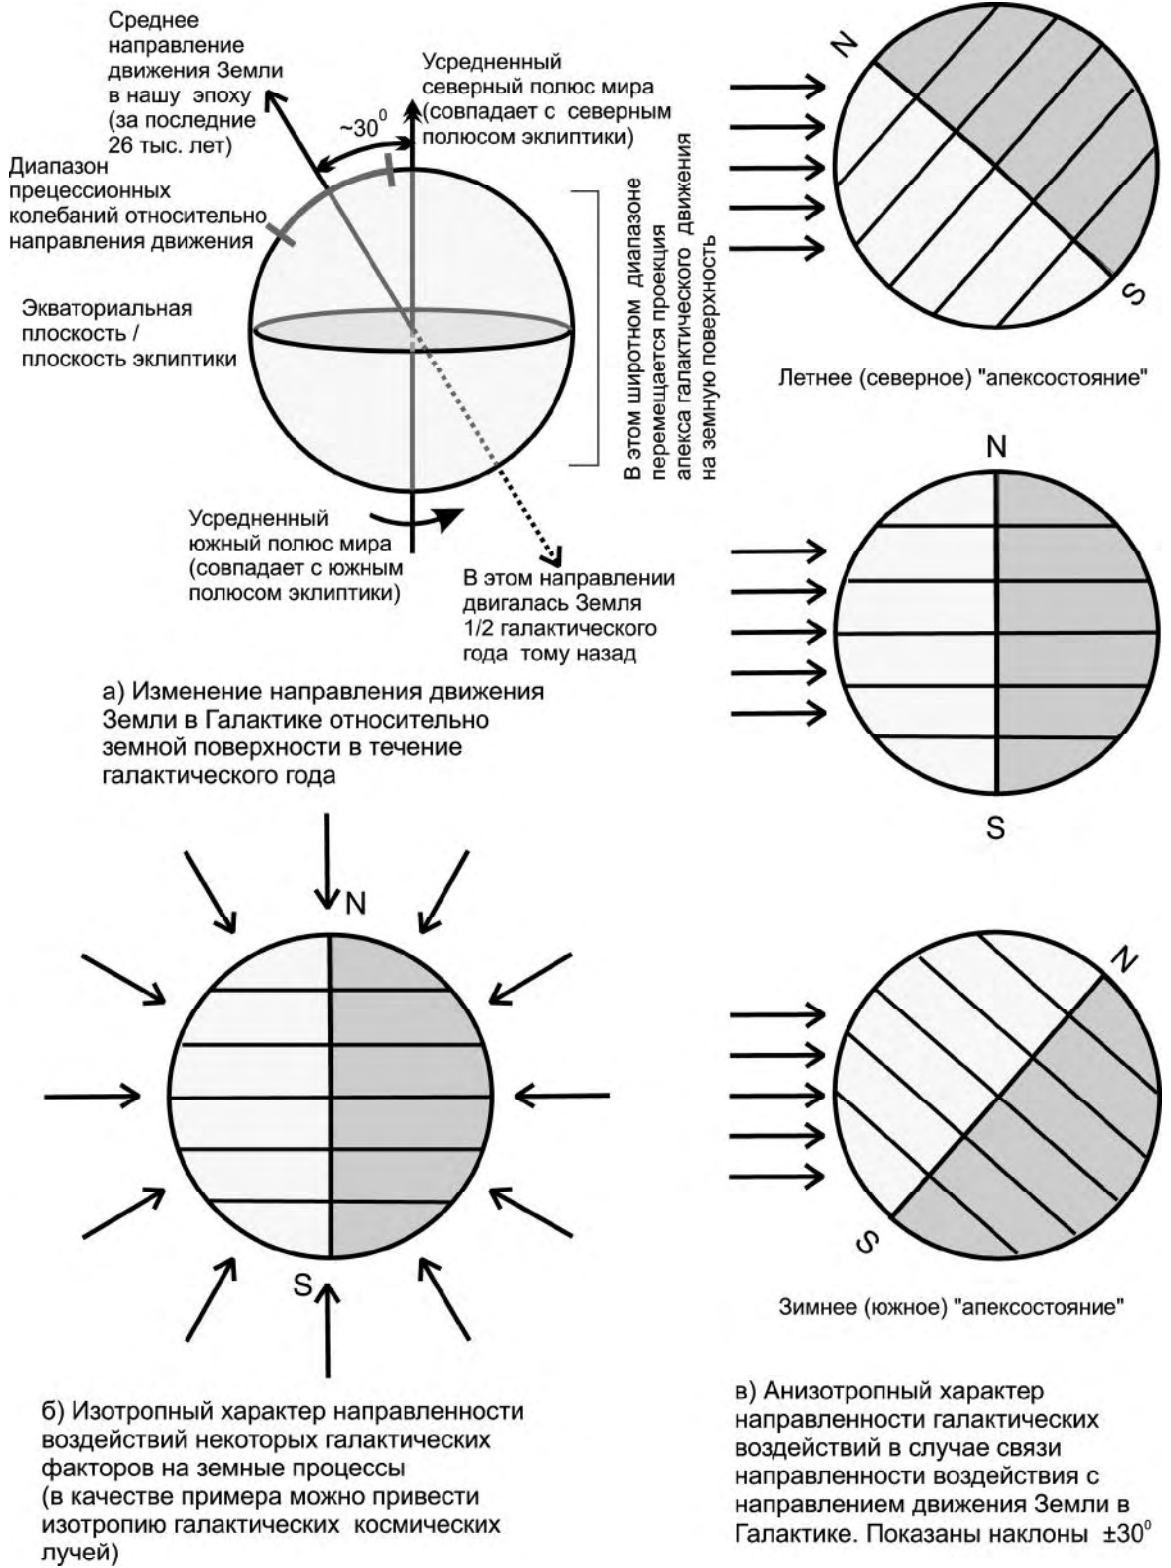 Среднее
направление
движения Земли
в нашу эпоху
(за последние
26 тыс. лет)
~30⁰
Усредненный
северный полюс мира
(совпадает с северным
полюсом эклиптики)
Диапазон
прецессионных
колебаний относительно
направления движения
Экваториальная
плоскость /
плоскость эклиптики
В этом широтном диапазоне
перемещается проекция
апекса галактического движения
на земную поверхность
Усредненный
южный полюс мира
(совпадает с южным
полюсом эклиптики)
В этом направлении
двигалась Земля
1/2 галактического
года тому назад
а) Изменение направления движения
Земли в Галактике относительно
земной поверхности в течение
галактического года
N
S
б) Изотропный характер направленности
воздействий некоторых галактических
факторов на земные процессы
(в качестве примера можно привести
изотропию галактических космических
лучей)
N
S
Летнее (северное) "апексостояние"
N
S
N
S
Зимнее (южное) "апексостояние"
в) Анизотропный характер
направленности галактических
воздействий в случае связи
направленности воздействия с
направлением движения Земли в
Галактике. Показаны наклоны ±30⁰